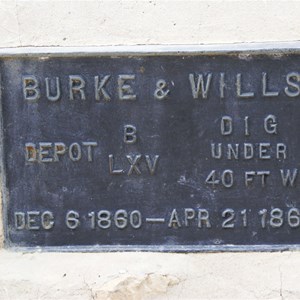 BURKE & WILLS
B DIG
DEPOT LXV UNDER
40 FT W
DEC 6 1860—APR 21 186